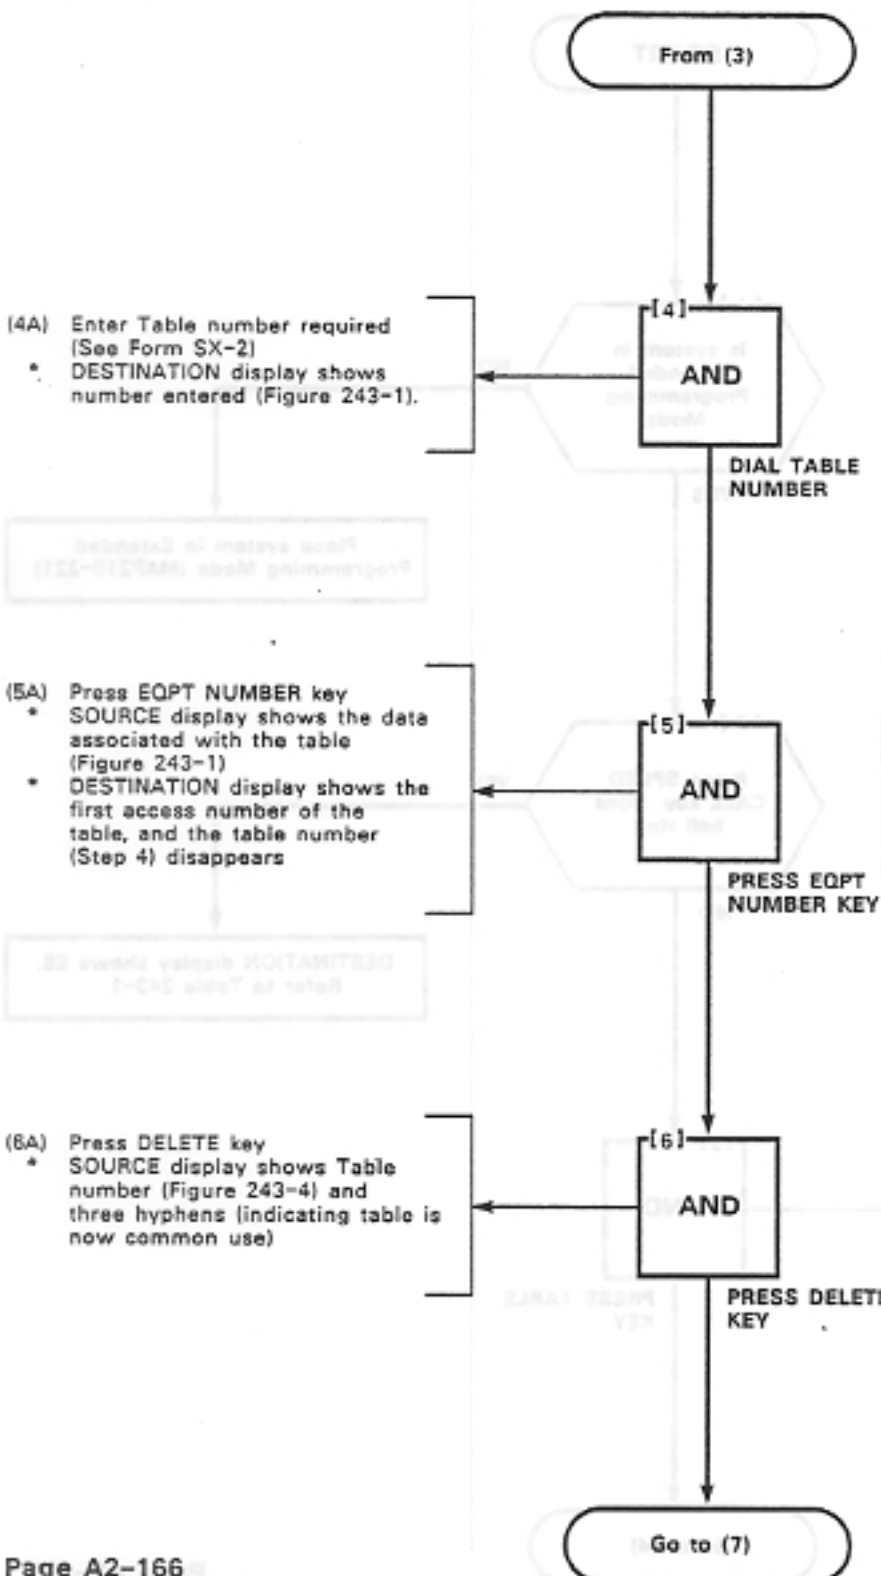 From (3)
[4]
(4A) Enter Table number required
(See Form SX-2)
* DESTINATION display shows
number entered (Figure 243-1).
AND
DIAL TABLE
NUMBER
(5A) Press EQPT NUMBER key
* SOURCE display shows the data
associated with the table
(Figure 243-1)
* DESTINATION display shows the
first access number of the
table, and the table number
(Step 4) disappears
[5]
AND
PRESS EQPT
NUMBER KEY
(6A) Press DELETE key
* SOURCE display shows Table
number (Figure 243-4) and
three hyphens (indicating table is
now common use)
[6]
AND
PRESS DELETE
KEY
Go to (7)
Page A2-166